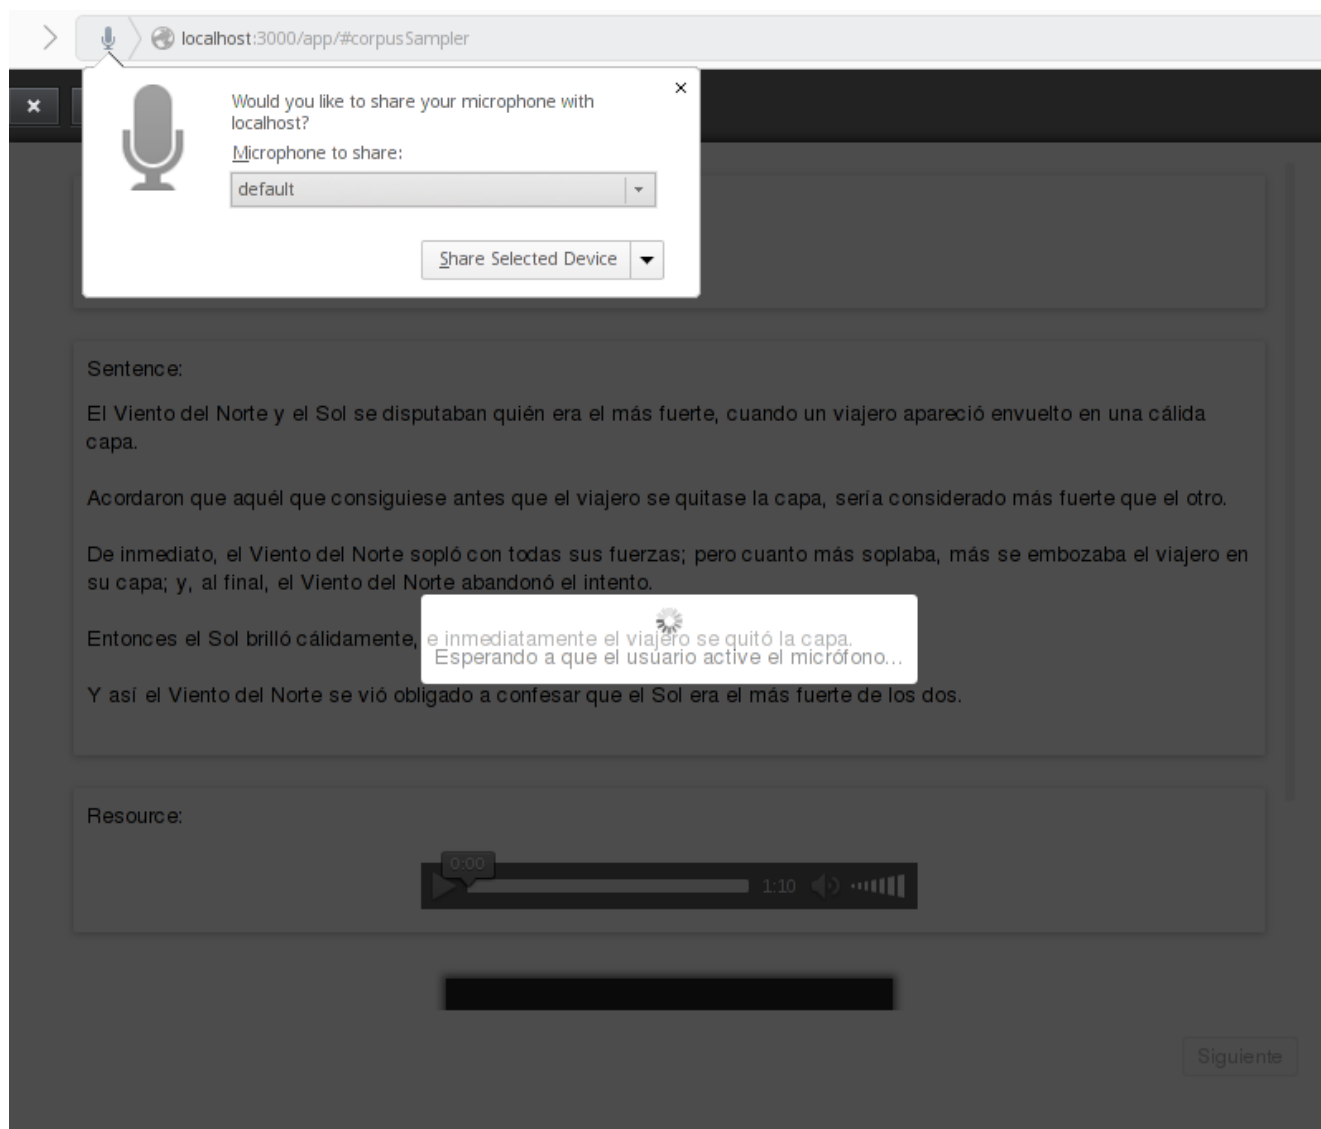 localhost:3000/app/#corpusSampler
Would you like to share your microphone with
localhost?
Microphone to share:
default
Share Selected Device
Sentence:
El Viento del Norte y el Sol se disputaban quién era el más fuerte, cuando un viajero apareció envuelto en una cálida
capa.
Acordaron que aquél que consiguiese antes que el viajero se quitase la capa, sería considerado más fuerte que el otro.
De inmediato, el Viento del Norte sopló con todas sus fuerzas; pero cuanto más soplaba, más se embozaba el viajero en
su capa; y, al final, el Viento del Norte abandonó el intento.
Entonces el Sol brilló cálidamente, e inmediatamente el viajero se quitó la capa.
Esperando a que el usuario active el micrófono...
Y así el Viento del Norte se vió obligado a confesar que el Sol era el más fuerte de los dos.
Resource:
0:00
1:10
Siguiente